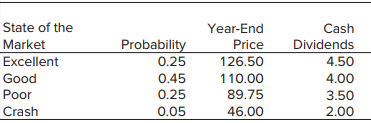 State of the Year-End Cash
Market Probability Price Dividends
Excellent 0.25 126.50 4.50
Good 0.45 110.00 4.00
Poor 0.25 89.75 3.50
Crash 0.05 46.00 2.00